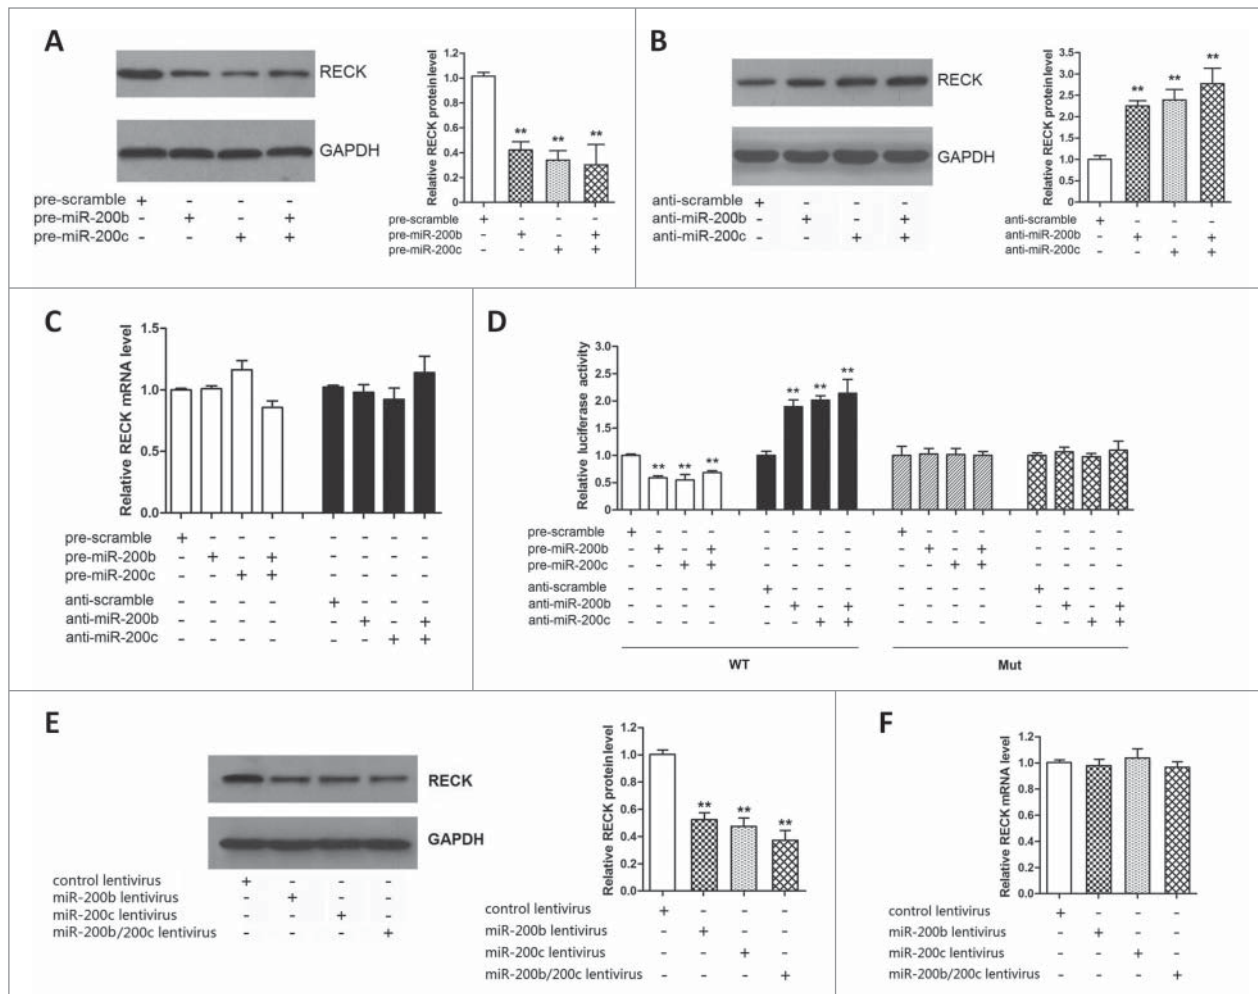 A
RECK
GAPDH
pre-scramble + - - -
pre-miR-200b - + - +
pre-miR-200c - - + +
Relative RECK protein level
1.2
1.0
0.8
0.6
0.4
0.2
0
** ** **
pre-scramble + - - -
pre-miR-200b - + - +
pre-miR-200c - - + +
B
RECK
GAPDH
anti-scramble + - - -
anti-miR-200b - + - +
anti-miR-200c - - + +
Relative RECK protein level
3.5
3.0
2.5
2.0
1.5
1.0
0.5
0.0
** ** **
anti-scramble + - - -
anti-miR-200b - + - +
anti-miR-200c - - + +
C
Relative RECK mRNA level
1.5
1.0
0.5
0.0
pre-scramble + - - - - - - -
pre-miR-200b - + - + - - - -
pre-miR-200c - - + + - - - -
anti-scramble - - - - + - - -
anti-miR-200b - - - - - + - +
anti-miR-200c - - - - - - + +
D
Relative luciferase activity
3.0
2.5
2.0
1.5
1.0
0.5
0.0
** ** ** ** ** **
pre-scramble + - - - - - - - + - - - - - - -
pre-miR-200b - + - + - - - - - + - + - - - -
pre-miR-200c - - + + - - - - - - + + - - - -
anti-scramble - - - - + - - - - - - - + - - -
anti-miR-200b - - - - - + - + - - - - - + - +
anti-miR-200c - - - - - - + + - - - - - - + +
WT Mut
E
RECK
GAPDH
control lentivirus + - - -
miR-200b lentivirus - + - -
miR-200c lentivirus - - + -
miR-200b/200c lentivirus - - - +
Relative RECK protein level
1.2
1.0
0.8
0.6
0.4
0.2
0.0
** ** **
control lentivirus + - - -
miR-200b lentivirus - + - -
miR-200c lentivirus - - + -
miR-200b/200c lentivirus - - - +
F
Relative RECK mRNA level
1.2
1.0
0.8
0.6
0.4
0.2
0.0
control lentivirus + - - -
miR-200b lentivirus - + - -
miR-200c lentivirus - - + -
miR-200b/200c lentivirus - - - +